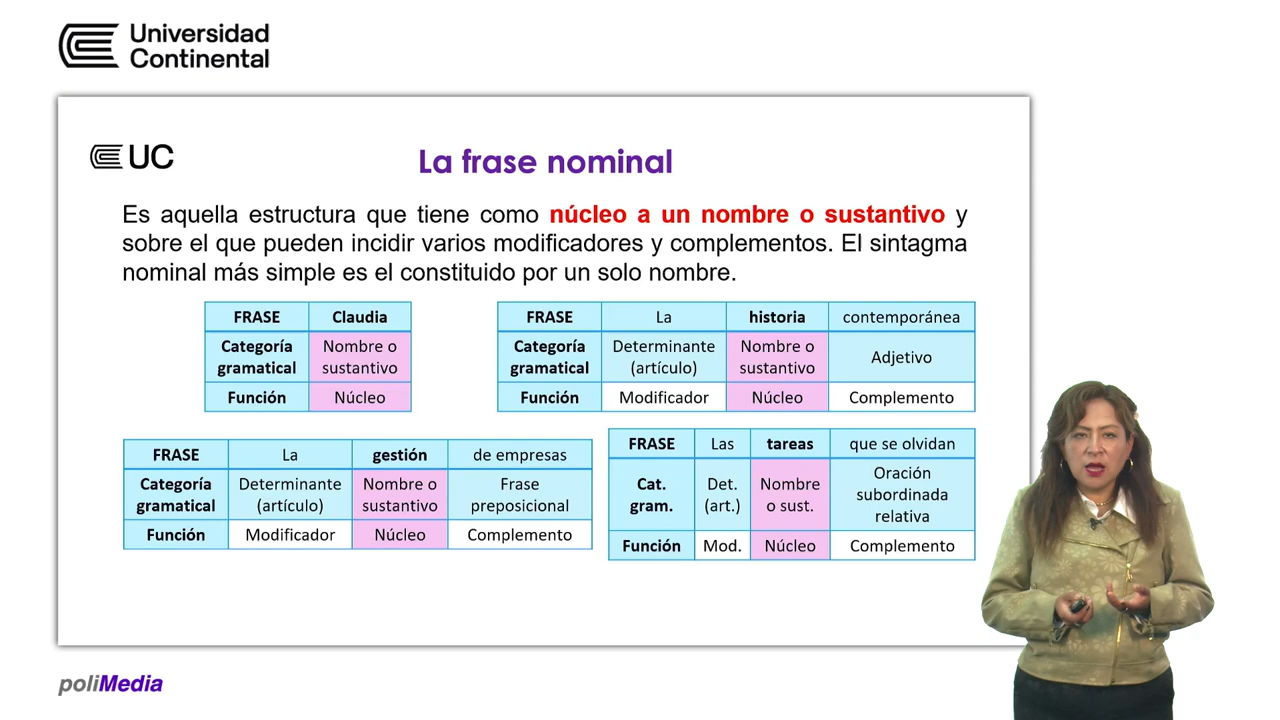 Universidad
Continental
UC
La frase nominal
Es aquella estructura que tiene como núcleo a un nombre o sustantivo y
sobre el que pueden incidir varios modificadores y complementos. El sintagma
nominal más simple es el constituido por un solo nombre.
FRASE Claudia
Categoría gramatical Nombre o sustantivo
Función Núcleo
FRASE La historia contemporánea
Categoría gramatical Determinante (artículo) Nombre o sustantivo Adjetivo
Función Modificador Núcleo Complemento
FRASE La gestión de empresas
Categoría gramatical Determinante (artículo) Nombre o sustantivo Frase preposicional
Función Modificador Núcleo Complemento
FRASE Las tareas que se olvidan
Cat. gram. Det. (art.) Nombre o sust. Oración subordinada relativa
Función Mod. Núcleo Complemento
poliMedia